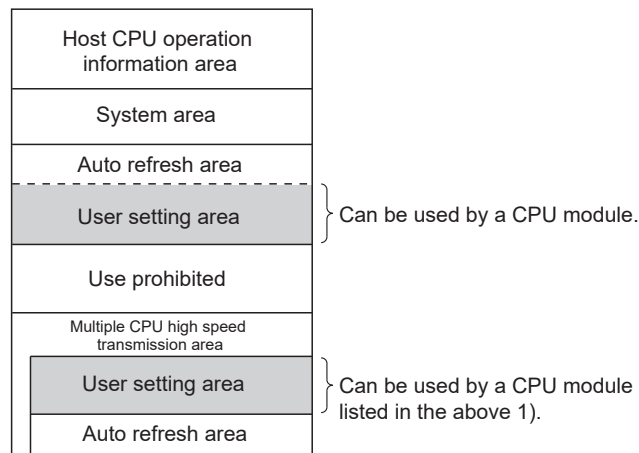 Host CPU operation
information area
System area
Auto refresh area
User setting area
Can be used by a CPU module.
Use prohibited
Multiple CPU high speed
transmission area
User setting area
Can be used by a CPU module
listed in the above 1).
Auto refresh area